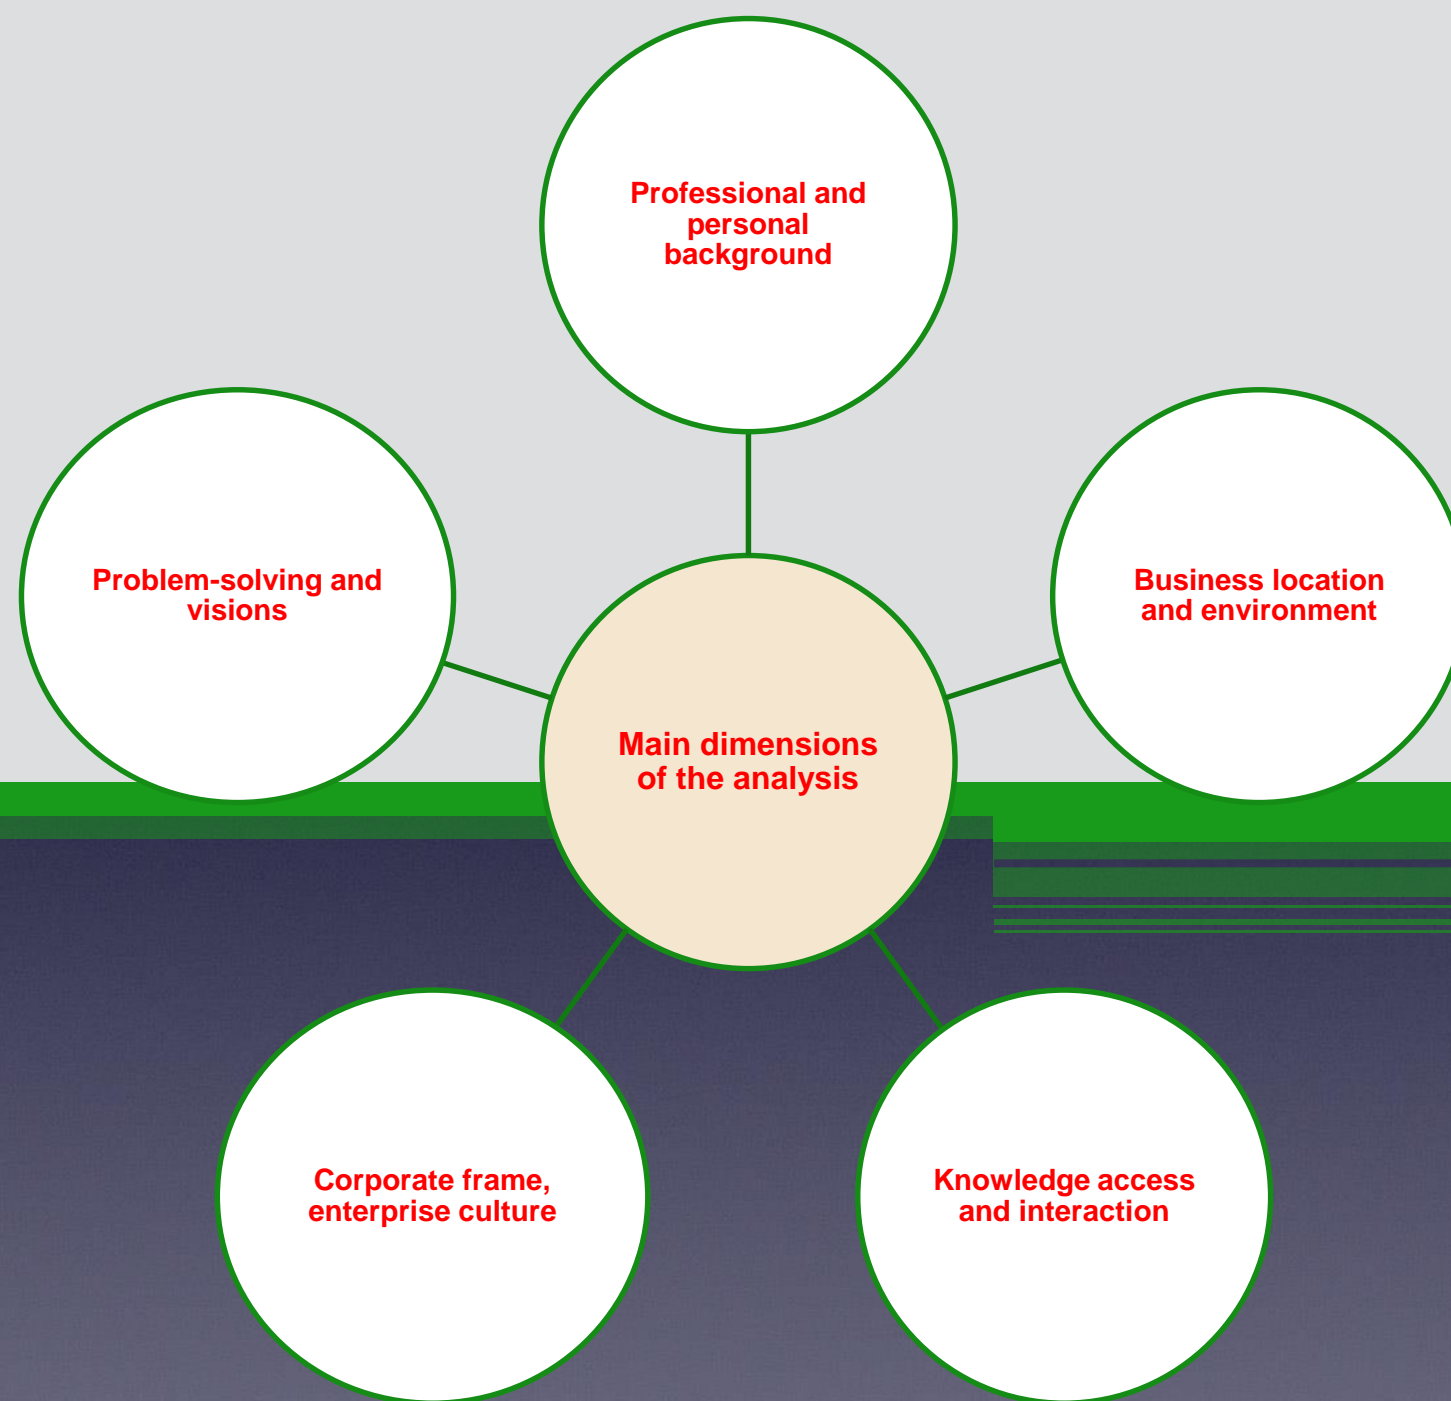 Professional and
personal
background
Problem-solving and
visions
Business location
and environment
Main dimensions
of the analysis
Corporate frame,
enterprise culture
Knowledge access
and interaction